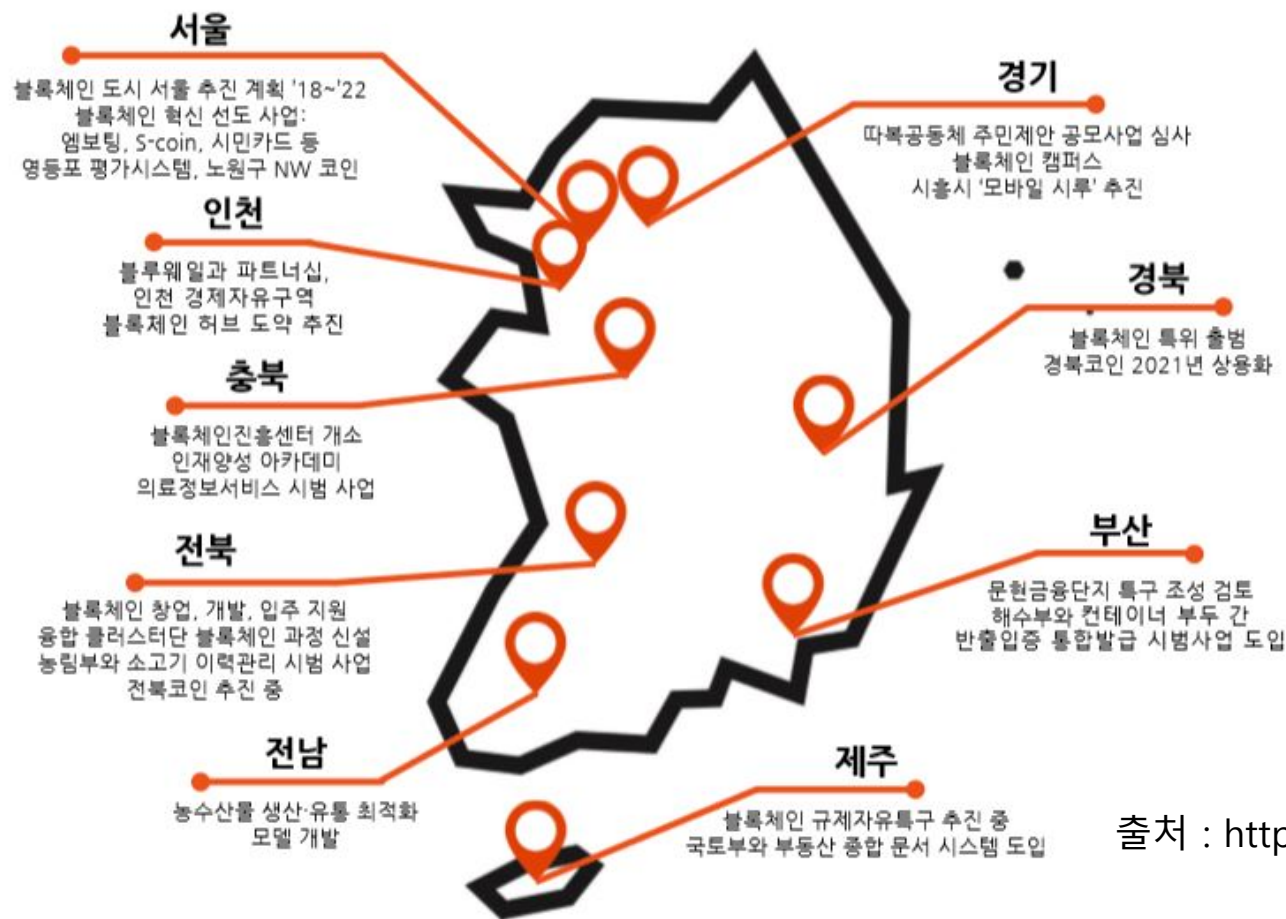 서울
블록체인 도시 서울 추진 계획 '18~'22
블록체인 혁신 선도 사업:
엠보팅, S-coin, 시민카드 등
영등포 평가시스템, 노원구 NW 코인
인천
블루웨일과 파트너십,
인천 경제자유구역
블록체인 허브 도약 추진
충북
블록체인진흥센터 개소
인재양성 아카데미
의료정보서비스 시범 사업
전북
블록체인 창업, 개발, 입주 지원
융합 클러스터단 블록체인 과정 신설
농림부와 소고기 이력관리 시범 사업
전북코인 추진 중
전남
농수산물 생산·유통 최적화
모델 개발
경기
따복공동체 주민제안 공모사업 심사
블록체인 캠퍼스
시흥시 '모바일 시루' 추진
경북
블록체인 특위 출범
경북코인 2021년 상용화
부산
문현금융단지 특구 조성 검토
해수부와 컨테이너 부두 간
반출입증 통합발급 시범사업 도입
제주
블록체인 규제자유특구 추진 중
국토부와 부동산 종합 문서 시스템 도입
출처 : http